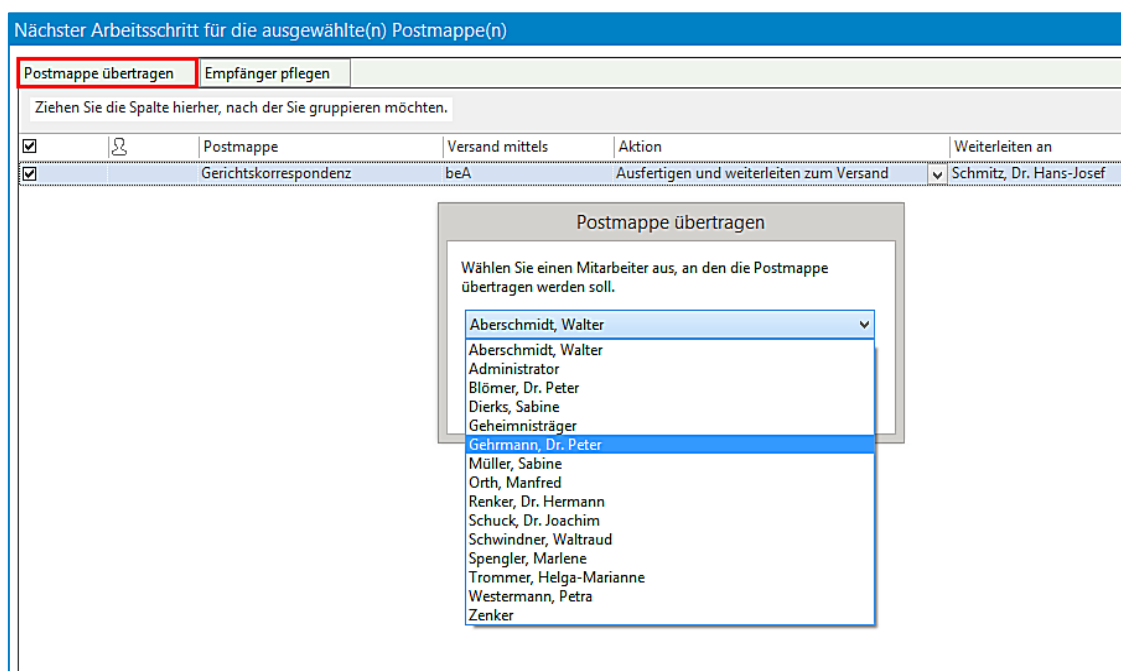 Nächster Arbeitsschritt für die ausgewählte(n) Postmappe(n)
Postmappe übertragen Empfänger pflegen
Ziehen Sie die Spalte hierher, nach der Sie gruppieren möchten.
Postmappe Versand mittels Aktion Weiterleiten an
Gerichtskorrespondenz beA Ausfertigen und weiterleiten zum Versand Schmitz, Dr. Hans-Josef
Postmappe übertragen
Wählen Sie einen Mitarbeiter aus, an den die Postmappe
übertragen werden soll.
Aberschmidt, Walter
Aberschmidt, Walter
Administrator
Blömer, Dr. Peter
Dierks, Sabine
Geheimnisträger
Gehrmann, Dr. Peter
Müller, Sabine
Orth, Manfred
Renker, Dr. Hermann
Schuck, Dr. Joachim
Schwindner, Waltraud
Spengler, Marlene
Trommer, Helga-Marianne
Westermann, Petra
Zenker